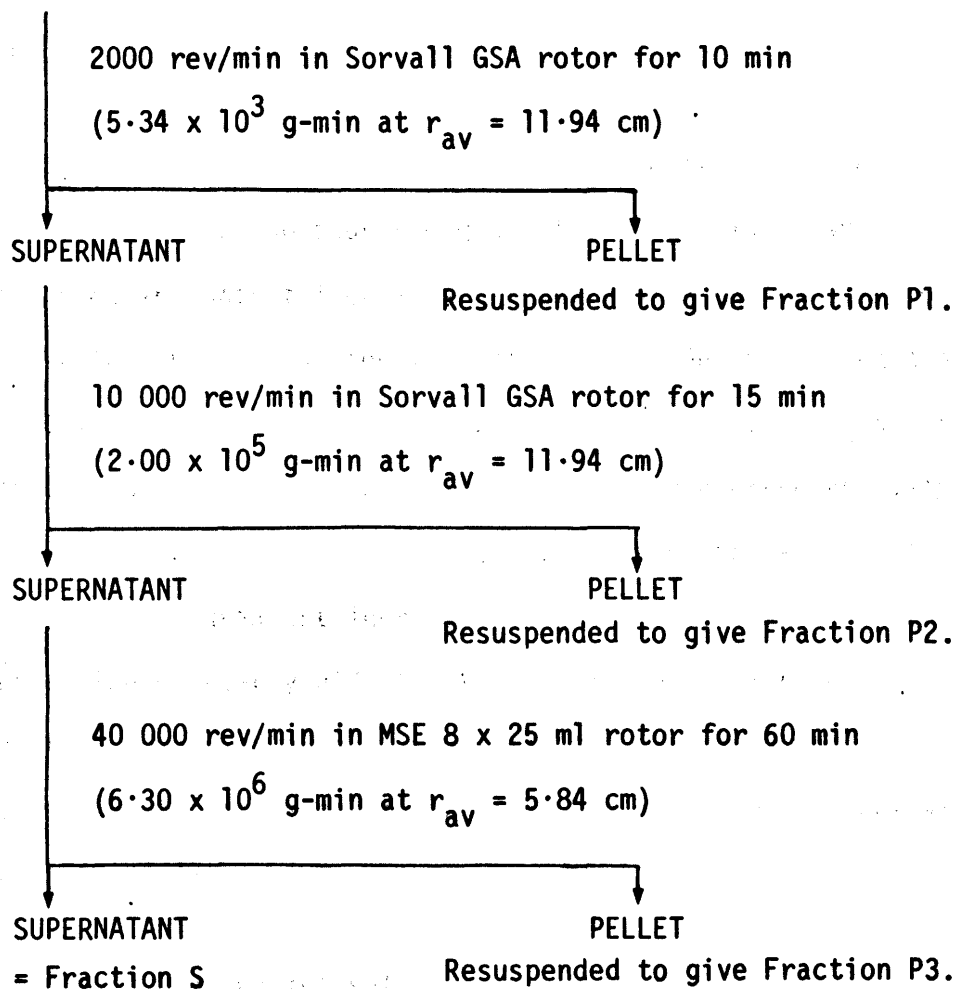 2000 rev/min in Sorvall GSA rotor for 10 min
(5·34 x 10³ g-min at r_av = 11·94 cm)
SUPERNATANT PELLET
Resuspended to give Fraction P1.
10 000 rev/min in Sorvall GSA rotor for 15 min
(2·00 x 10⁵ g-min at r_av = 11·94 cm)
SUPERNATANT PELLET
Resuspended to give Fraction P2.
40 000 rev/min in MSE 8 x 25 ml rotor for 60 min
(6·30 x 10⁶ g-min at r_av = 5·84 cm)
SUPERNATANT PELLET
= Fraction S Resuspended to give Fraction P3.